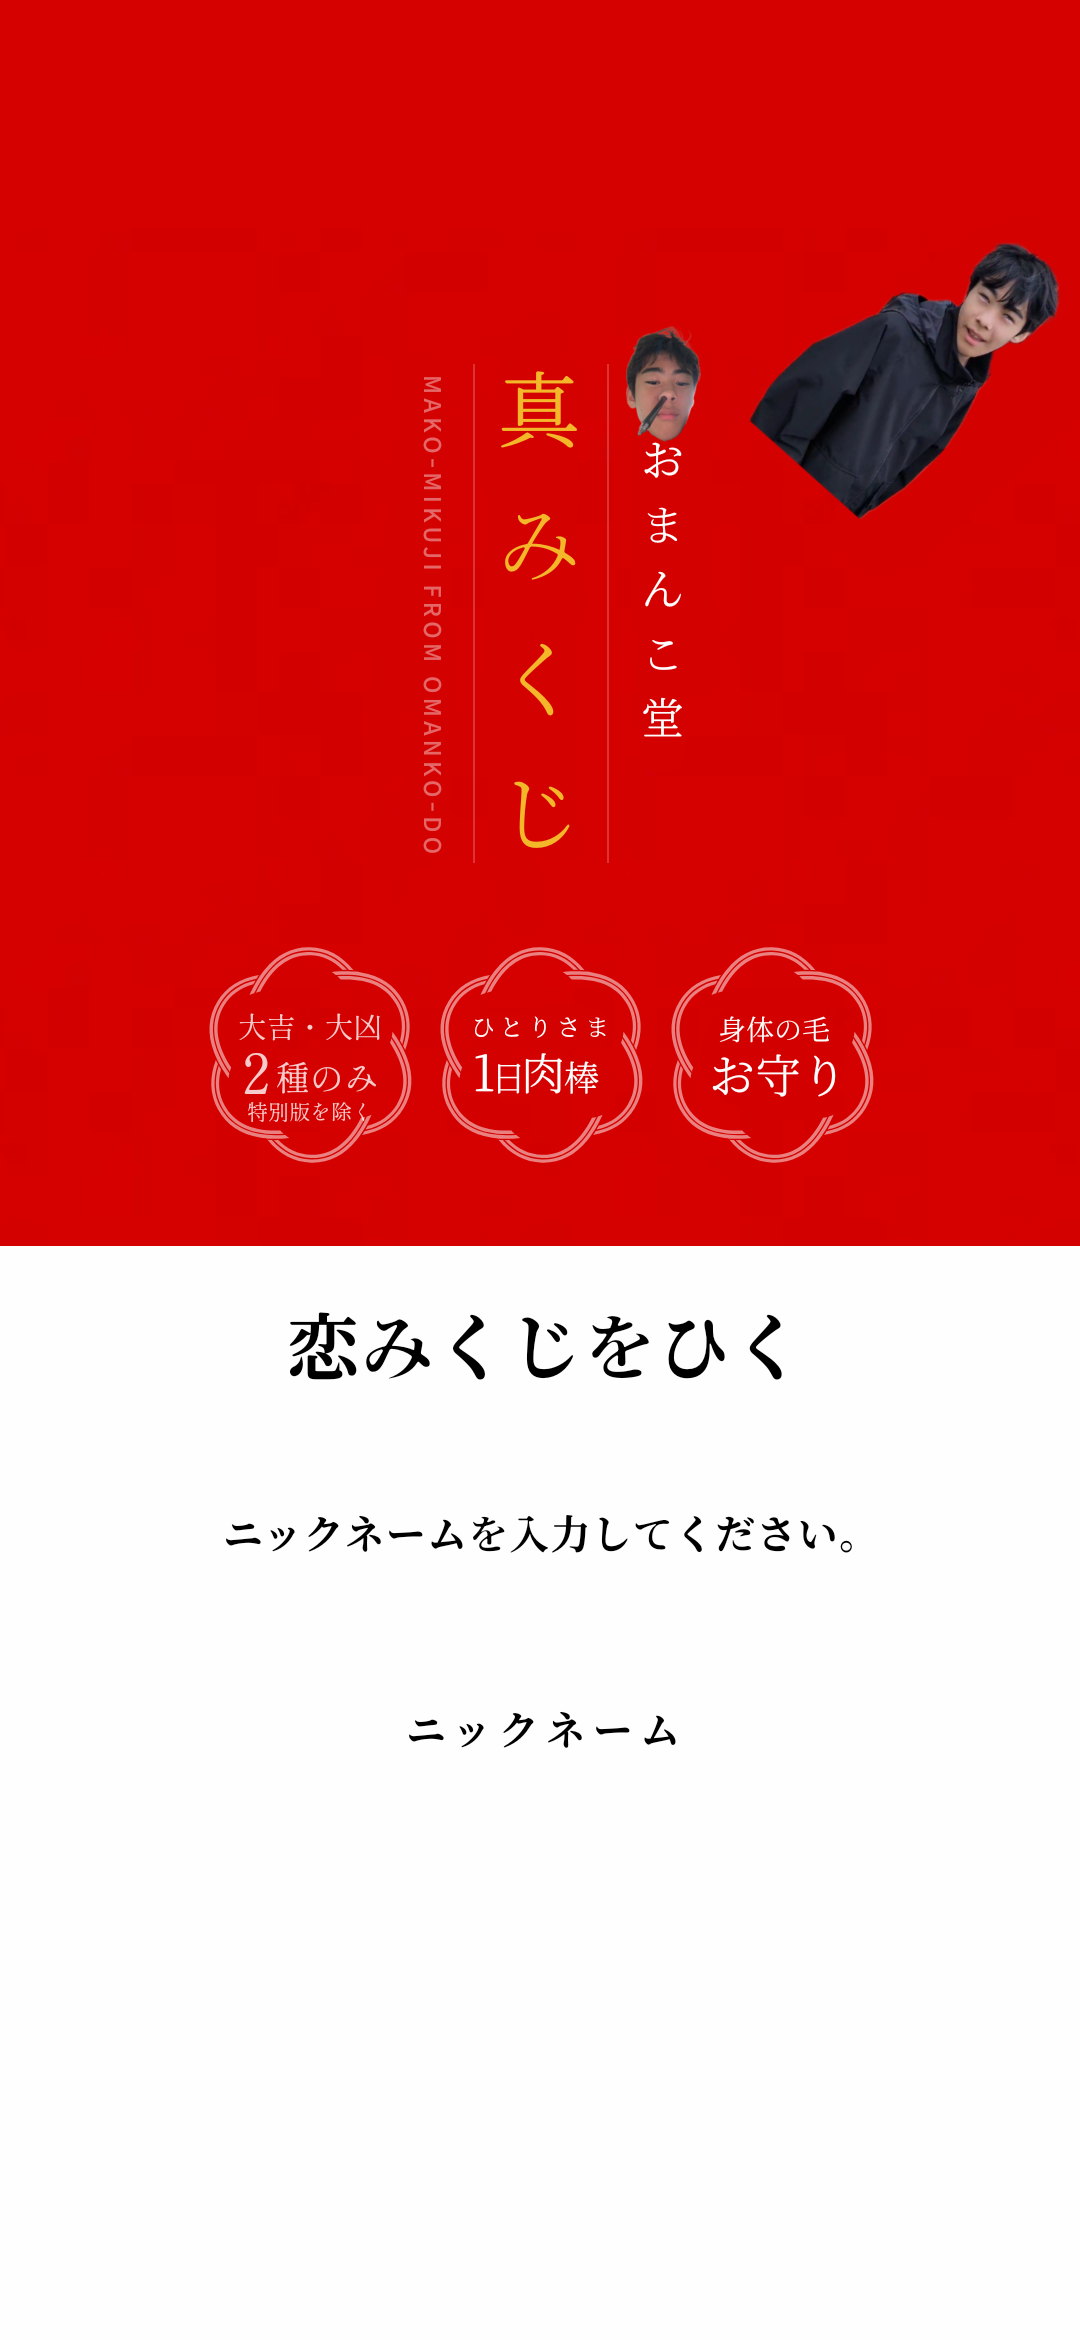 おまんこ堂
真みくじ
MAKO-MIKUJI FROM OMANKO-DO
大吉・大凶
2種のみ
特別版を除く
ひとりさま
1日肉棒
身体の毛
お守り
恋みくじをひく
ニックネームを入力してください。
ニックネーム